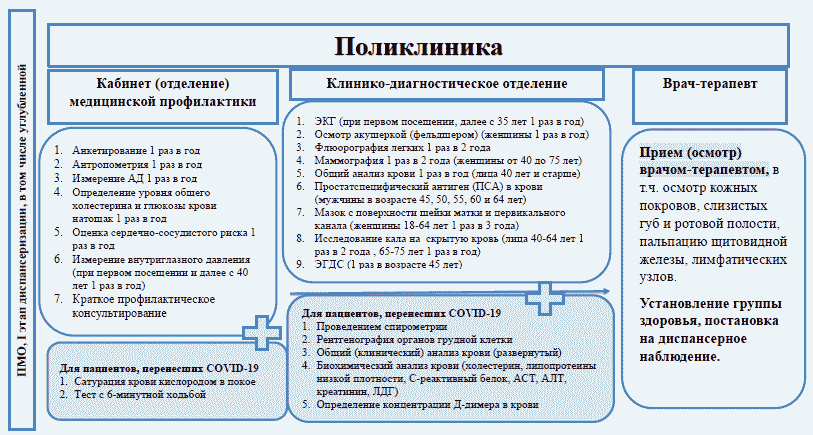 ПМО, I этап диспансеризации, в том числе углубленной
Поликлиника
Кабинет (отделение)
медицинской профилактики
1. Анкетирование 1 раз в год
2. Антропометрия 1 раз в год
3. Измерение АД 1 раз в год
4. Определение уровня общего
холестерина и глюкозы крови
натощак 1 раз в год
5. Оценка сердечно-сосудистого риска 1
раз в год
6. Измерение внутриглазного давления
(при первом посещении и далее с 40
лет 1 раз в год)
7. Краткое профилактическое
консультирование
Для пациентов, перенесших COVID-19
1. Сатурация крови кислородом в покое
2. Тест с 6-минутной ходьбой
Клинико-диагностическое отделение
1. ЭКГ (при первом посещении, далее с 35 лет 1 раз в год)
2. Осмотр акушеркой (фельдшером) (женщины 1 раз в год)
3. Флюорография легких 1 раз в 2 года
4. Маммография 1 раз в 2 года (женщины от 40 до 75 лет)
5. Общий анализ крови 1 раз в год (лица 40 лет и старше)
6. Простатспецифический антиген (ПСА) в крови
(мужчины в возрасте 45, 50, 55, 60 и 64 лет)
7. Мазок с поверхности шейки матки и цервикального
канала (женщины 18-64 лет 1 раз в 3 года)
8. Исследование кала на скрытую кровь (лица 40-64 лет 1
раз в 2 года , 65-75 лет 1 раз в год)
9. ЭГДС (1 раз в возрасте 45 лет)
Для пациентов, перенесших COVID-19
1. Проведением спирометрии
2. Рентгенография органов грудной клетки
3. Общий (клинический) анализ крови (развернутый)
4. Биохимический анализ крови (холестерин, липопротеины
низкой плотности, С-реактивный белок, АСТ, АЛТ,
креатинин, ЛДГ)
5. Определение концентрации Д-димера в крови
Врач-терапевт
Прием (осмотр)
врачом-терапевтом, в
т.ч. осмотр кожных
покровов, слизистых
губ и ротовой полости,
пальпацию щитовидной
железы, лимфатических
узлов.
Установление группы
здоровья, постановка
на диспансерное
наблюдение.